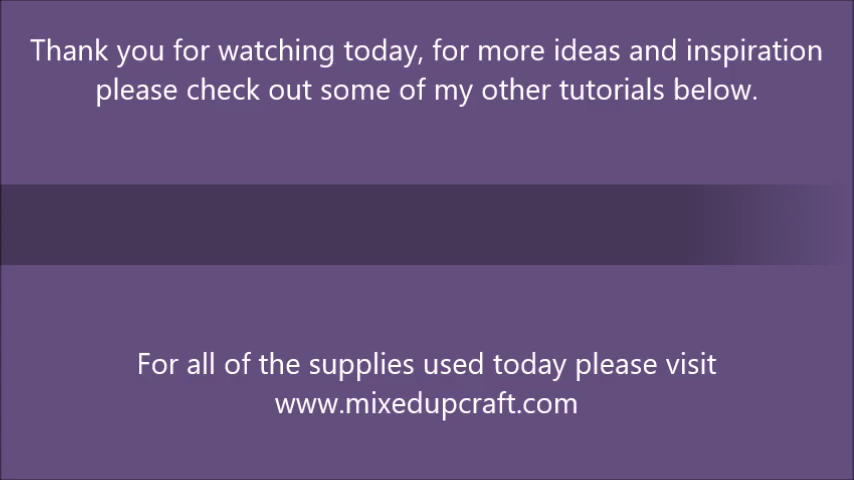 Thank you for watching today, for more ideas and inspiration
please check out some of my other tutorials below.
For all of the supplies used today please visit
www.mixedupcraft.com